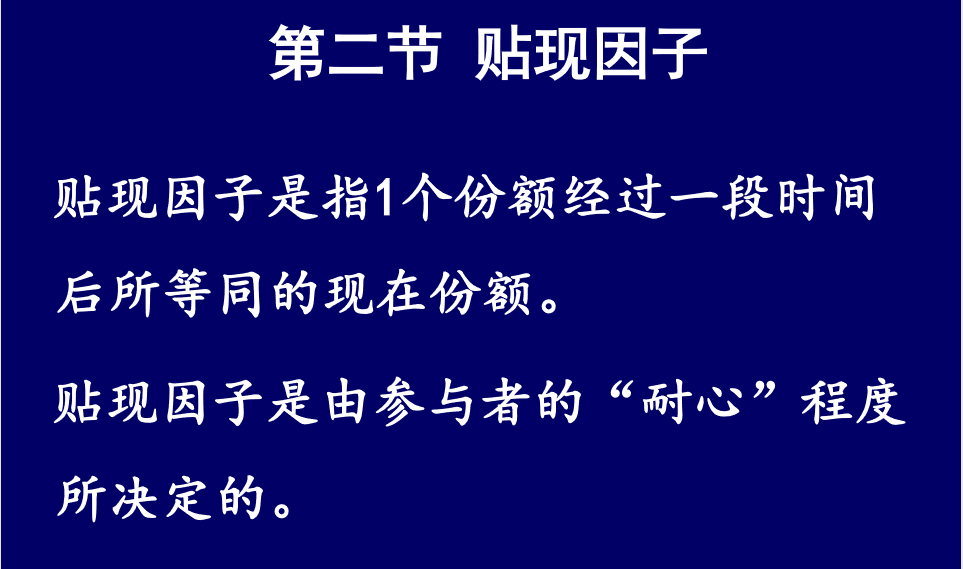 第二节 贴现因子
贴现因子是指1个份额经过一段时间
后所等同的现在份额。
贴现因子是由参与者的“耐心”程度
所决定的。